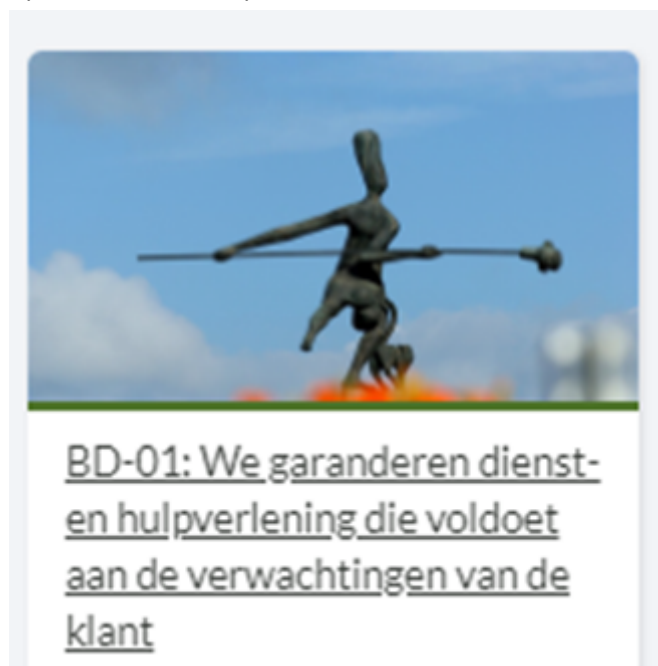 BD-01: We garanderen dienst-
en hulpverlening die voldoet
aan de verwachtingen van de
klant